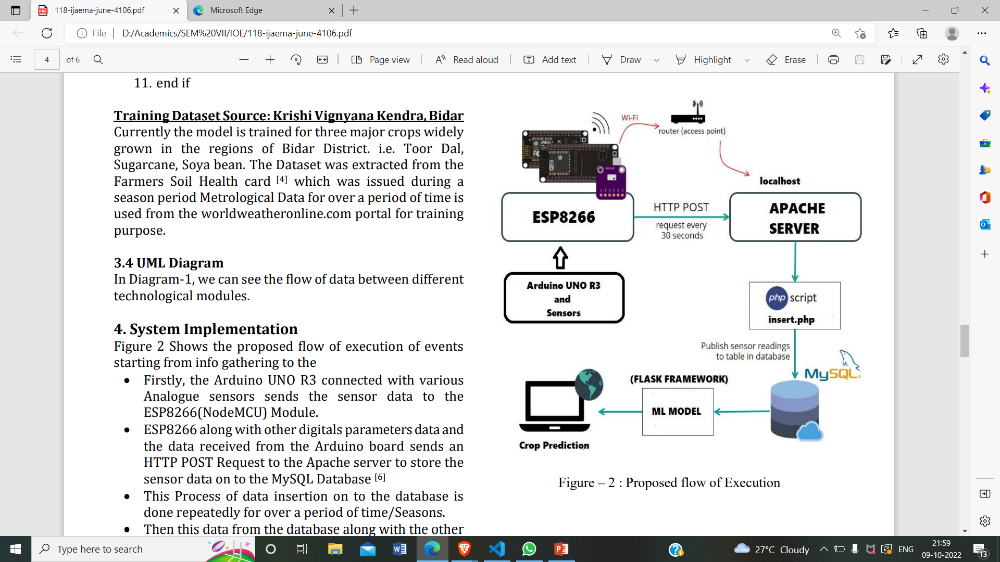 118-ijaema-june-4106.pdf
Microsoft Edge
File
D:/Academics/SEM%20VII/IOE/118-ijaema-june-4106.pdf
4 of 6
Page view
Read aloud
Add text
Draw
Highlight
Erase
11. end if
Training Dataset Source: Krishi Vignyana Kendra, Bidar
Currently the model is trained for three major crops widely
grown in the regions of Bidar District. i.e. Toor Dal,
Sugarcane, Soya bean. The Dataset was extracted from the
Farmers Soil Health card [4] which was issued during a
season period Metrological Data for over a period of time is
used from the worldweatheronline.com portal for training
purpose.
3.4 UML Diagram
In Diagram-1, we can see the flow of data between different
technological modules.
4. System Implementation
Figure 2 Shows the proposed flow of execution of events
starting from info gathering to the
• Firstly, the Arduino UNO R3 connected with various
Analogue sensors sends the sensor data to the
ESP8266(NodeMCU) Module.
• ESP8266 along with other digitals parameters data and
the data received from the Arduino board sends an
HTTP POST Request to the Apache server to store the
sensor data on to the MySQL Database [6]
• This Process of data insertion on to the database is
done repeatedly for over a period of time/Seasons.
• Then this data from the database along with the other
Wi-Fi
router (access point)
localhost
ESP8266
HTTP POST
request every
30 seconds
APACHE
SERVER
Arduino UNO R3
and
Sensors
php script
insert.php
Publish sensor readings
to table in database
MySQL
(FLASK FRAMEWORK)
ML MODEL
Crop Prediction
Figure – 2 : Proposed flow of Execution
Type here to search
27°C Cloudy
ENG
21:59
09-10-2022
13